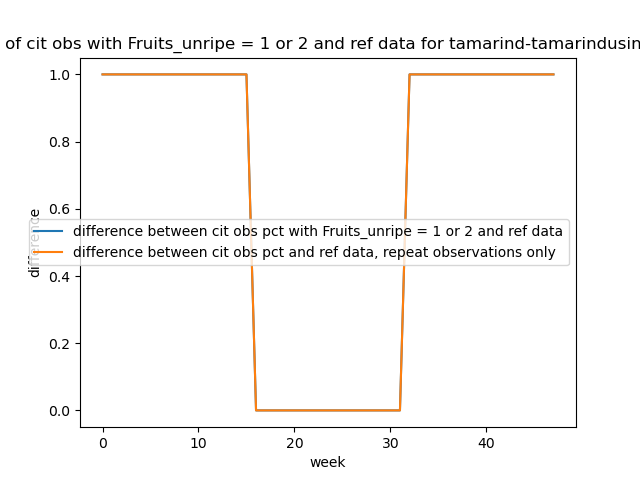 of cit obs with Fruits_unripe = 1 or 2 and ref data for tamarind-tamarindusin
1.0
0.8
0.6
0.4
0.2
0.0
difference
difference between cit obs pct with Fruits_unripe = 1 or 2 and ref data
difference between cit obs pct and ref data, repeat observations only
0 10 20 30 40
week